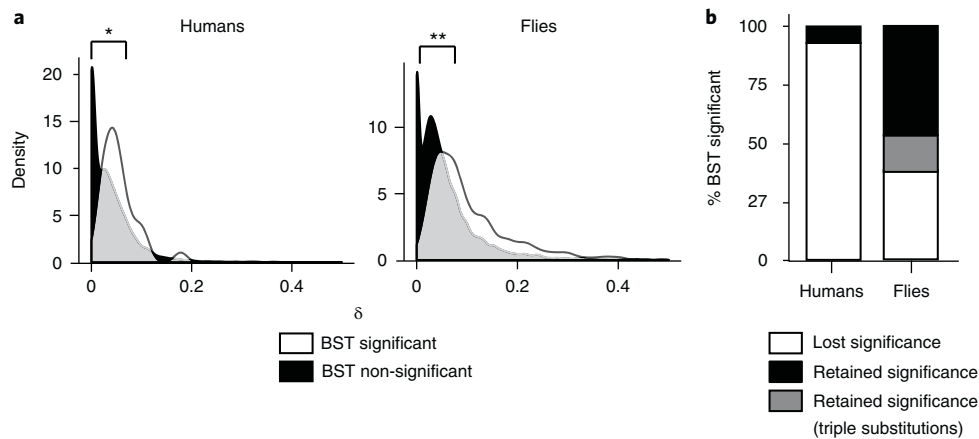 a
Humans
Flies
b
*
**
Density
20
15
10
5
0
10
5
0
0
0.2
0.4
0
0.2
0.4
δ
BST significant
BST non-significant
% BST significant
100
75
50
27
0
Humans
Flies
Lost significance
Retained significance
Retained significance
(triple substitutions)